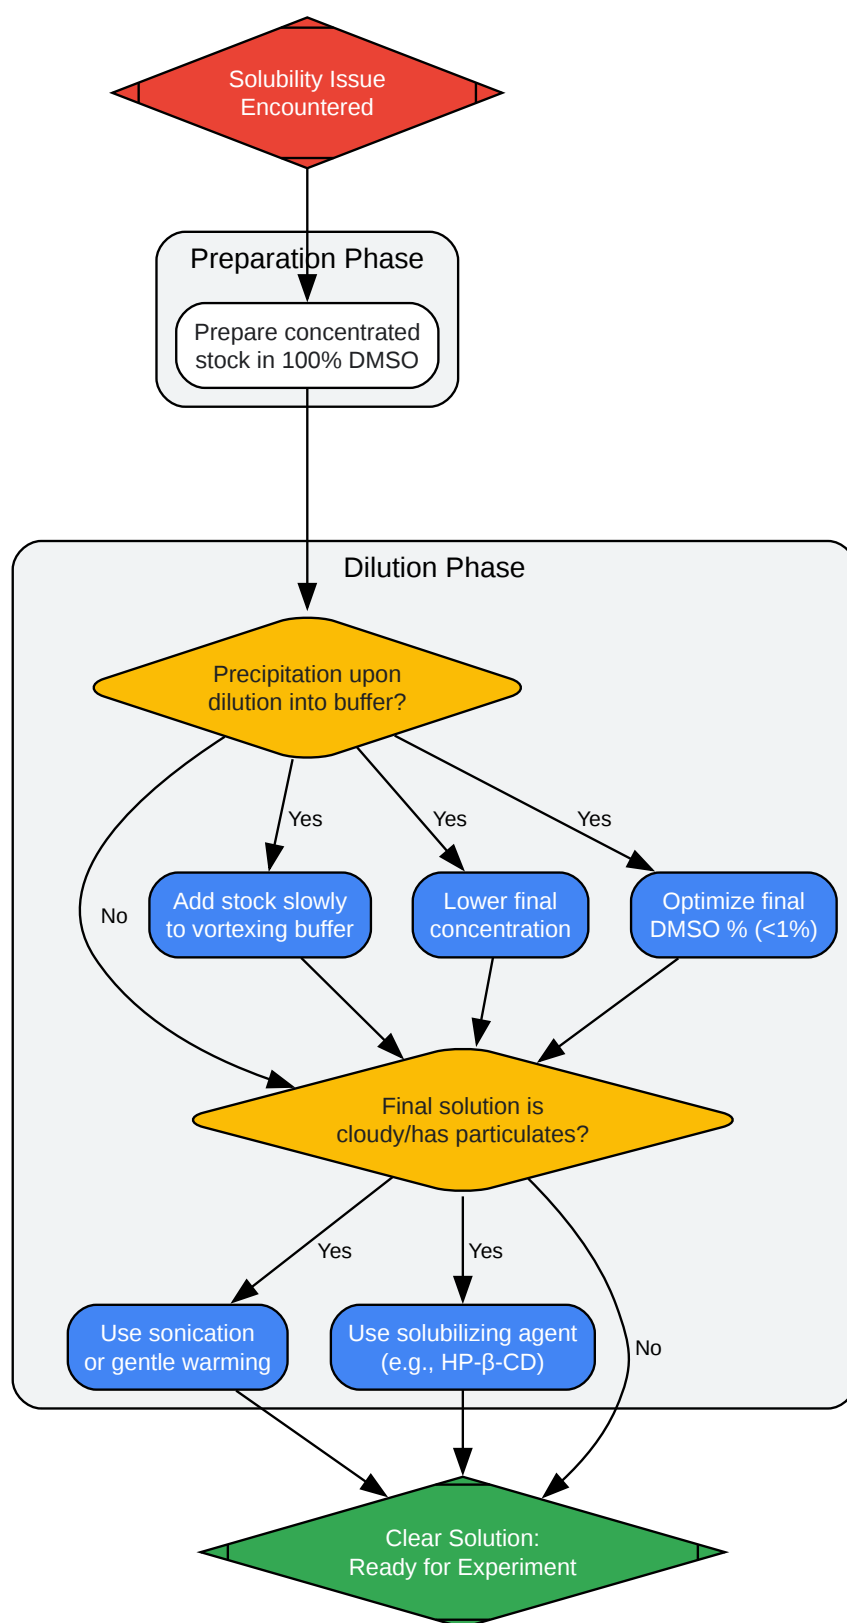 Solubility Issue
Encountered
Preparation Phase
Prepare concentrated
stock in 100% DMSO
Dilution Phase
Precipitation upon
dilution into buffer?
Yes
Yes
Yes
No
Add stock slowly
to vortexing buffer
Lower final
concentration
Optimize final
DMSO % (<1%)
Final solution is
cloudy/has particulates?
Yes
Yes
No
Use sonication
or gentle warming
Use solubilizing agent
(e.g., HP-β-CD)
Clear Solution:
Ready for Experiment